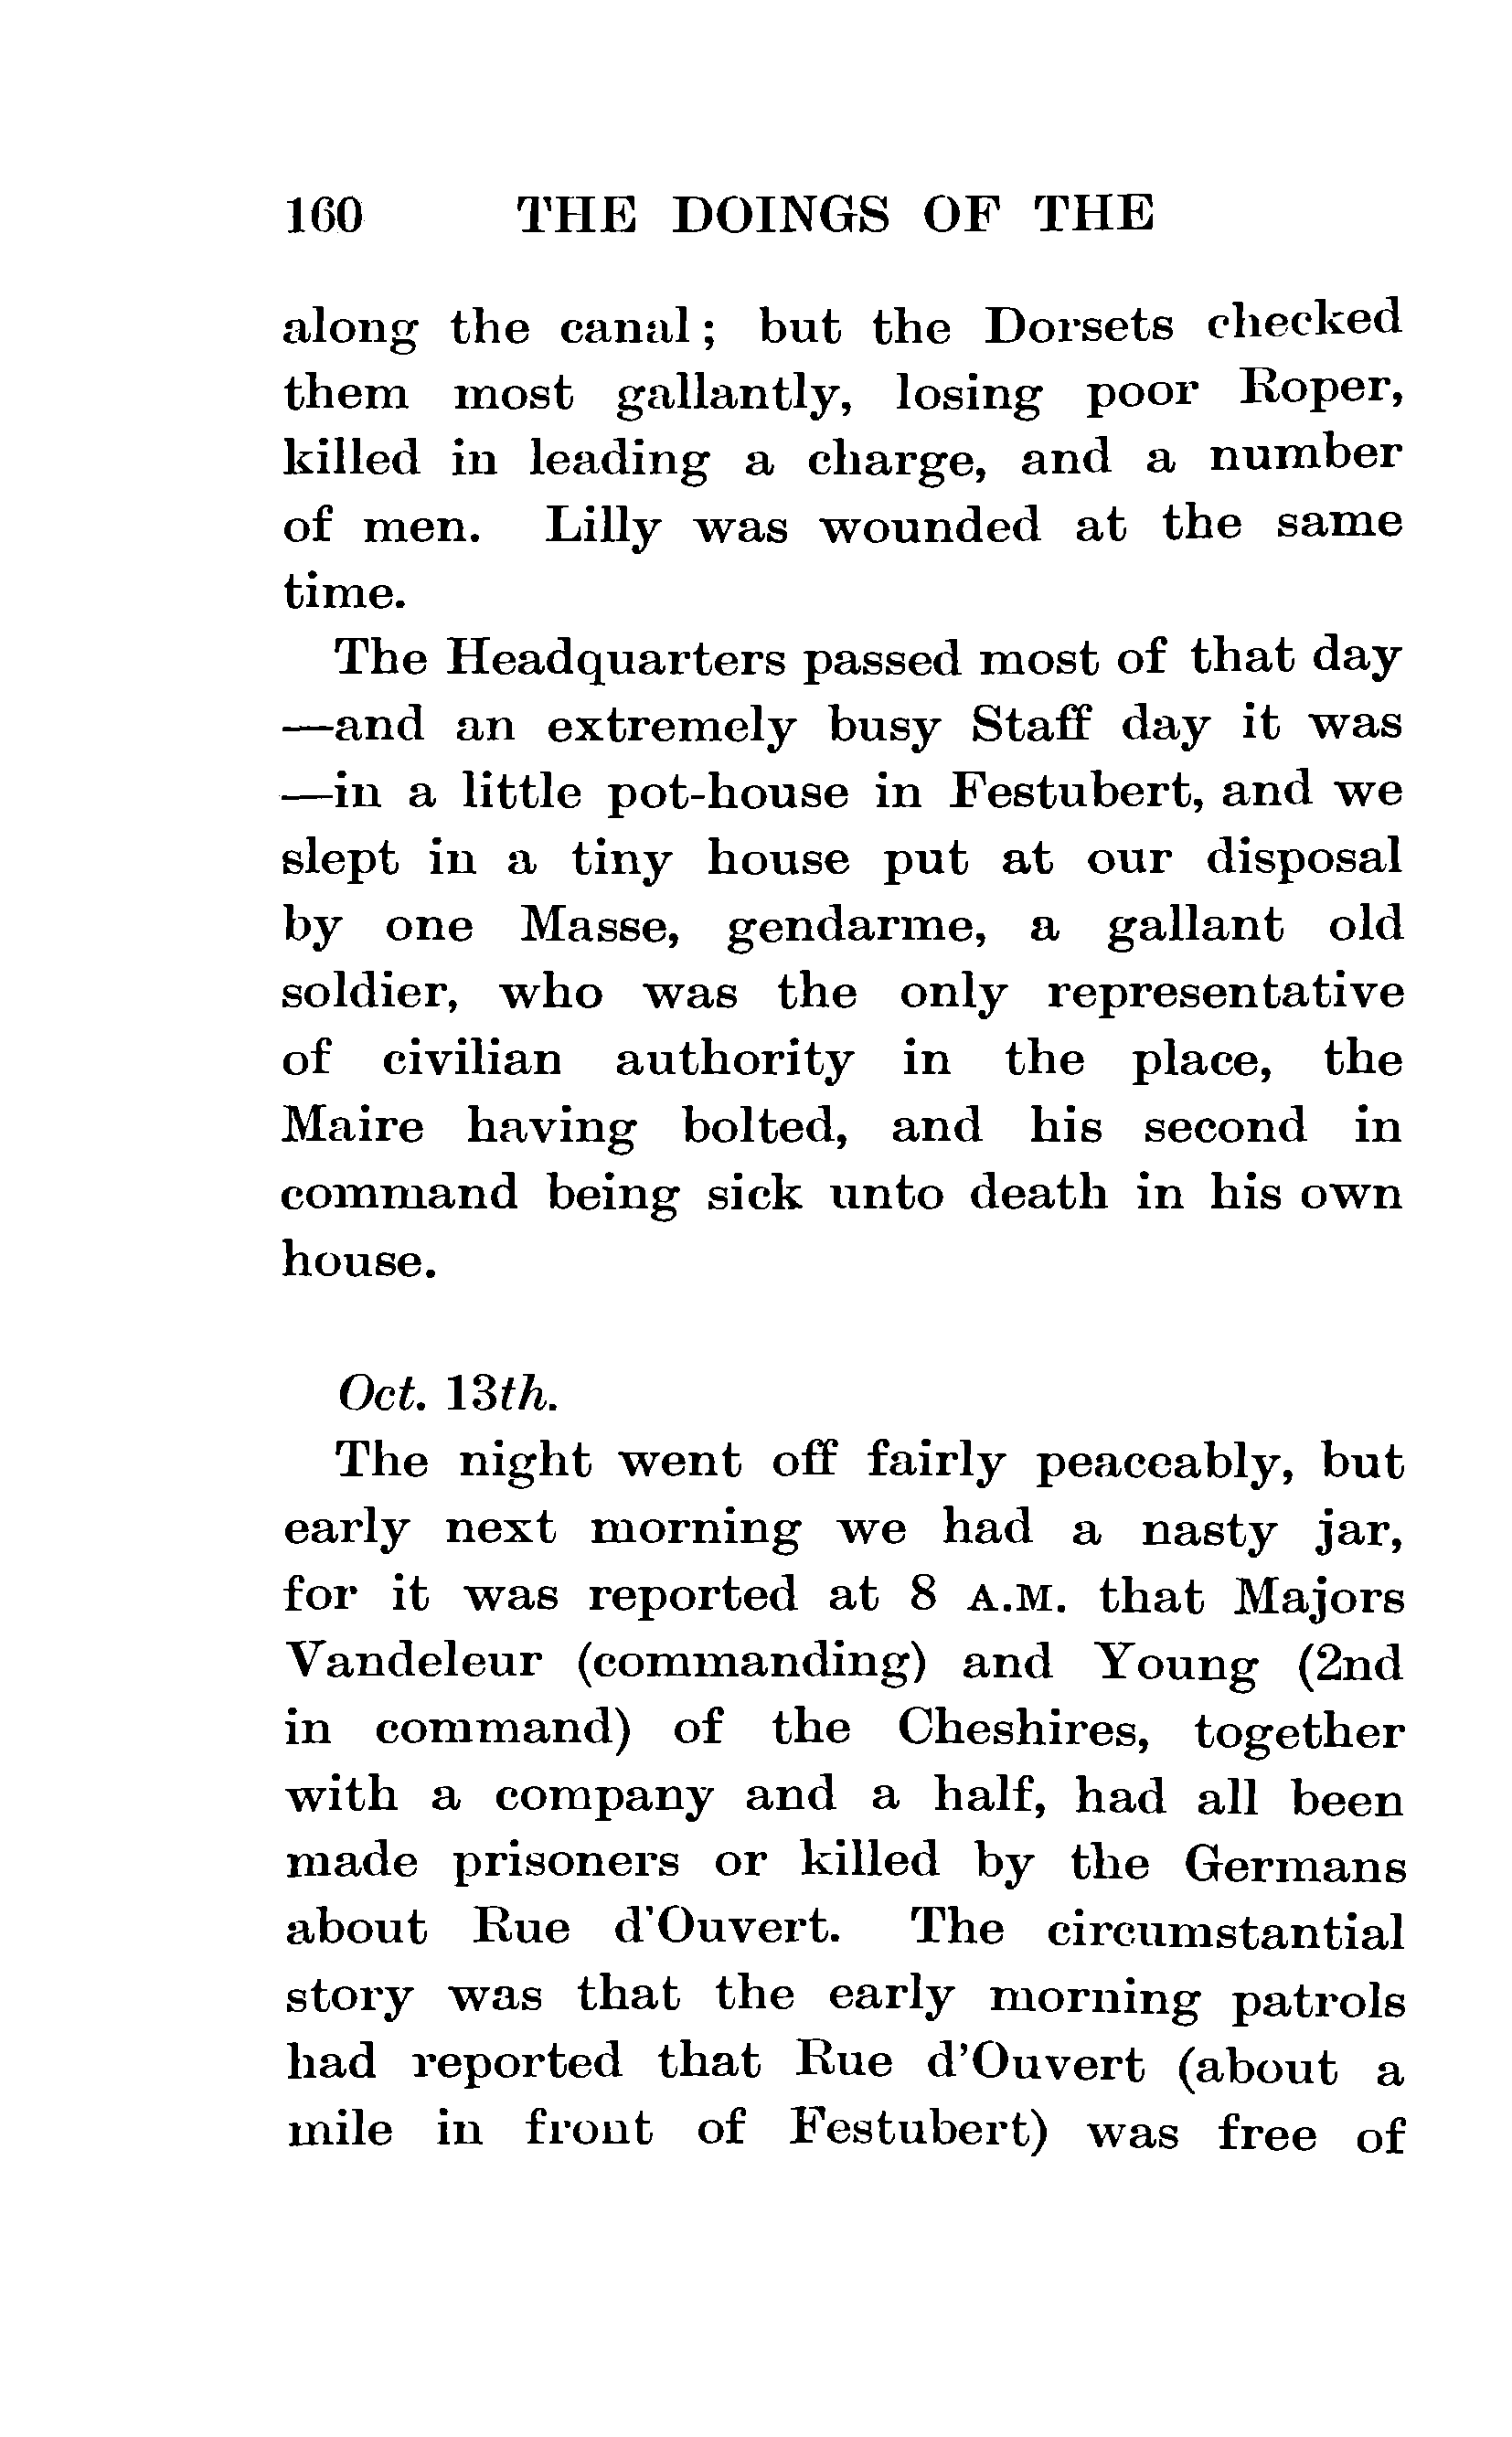 160 THE DOINGS OF THE
along the canal; but the Dorsets checked
them most gallantly, losing poor Roper,
killed in leading a charge, and a number
of men. Lilly was wounded at the same
time.
The Headquarters passed most of that day
—and an extremely busy Staff day it was
—in a little pot-house in Festubert, and we
slept in a tiny house put at our disposal
by one Masse, gendarme, a gallant old
soldier, who was the only representative
of civilian authority in the place, the
Maire having bolted, and his second in
command being sick unto death in his own
house.
Oct. 13th.
The night went off fairly peaceably, but
early next morning we had a nasty jar,
for it was reported at 8 A.M. that Majors
Vandeleur (commanding) and Young (2nd
in command) of the Cheshires, together
with a company and a half, had all been
made prisoners or killed by the Germans
about Rue d'Ouvert. The circumstantial
story was that the early morning patrols
had reported that Rue d'Ouvert (about a
mile in front of Festubert) was free of